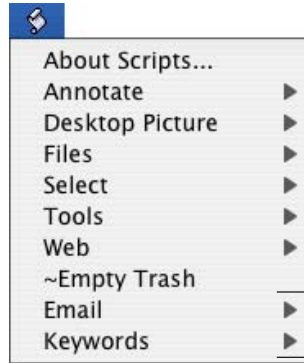 About Scripts...
Annotate
Desktop Picture
Files
Select
Tools
Web
~Empty Trash
Email
Keywords